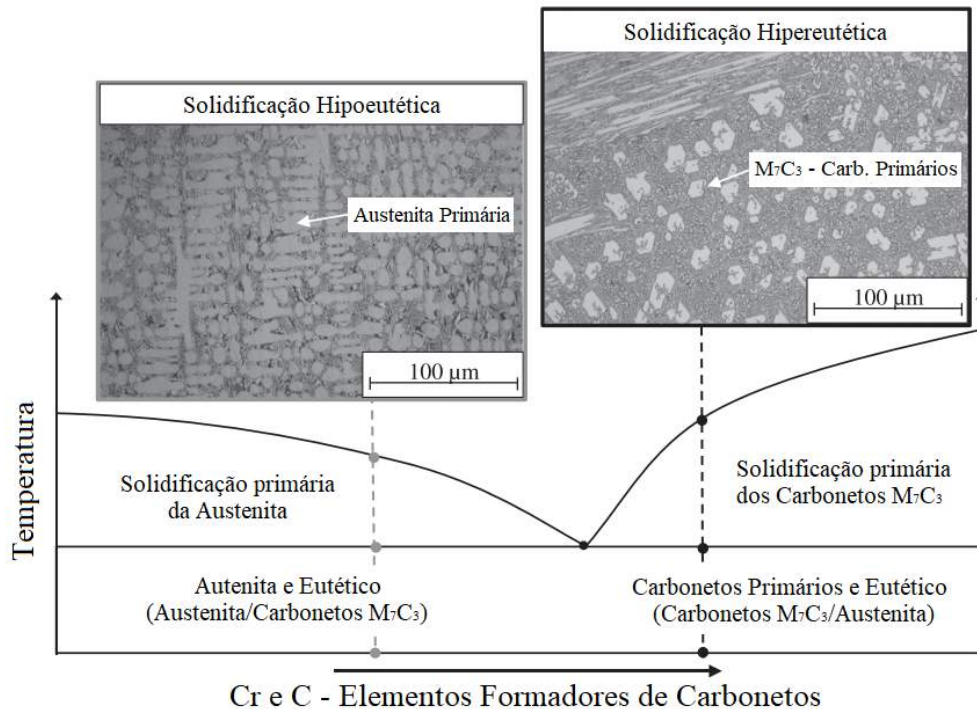 Solidificação Hipoeutética
Austenita Primária
100 µm
Solidificação Hipereutética
M₇C₃ - Carb. Primários
100 µm
Temperatura
Solidificação primária
da Austenita
Solidificação primária
dos Carbonetos M₇C₃
Autenita e Eutético
(Austenita/Carbonetos M₇C₃)
Carbonetos Primários e Eutético
(Carbonetos M₇C₃/Austenita)
Cr e C - Elementos Formadores de Carbonetos